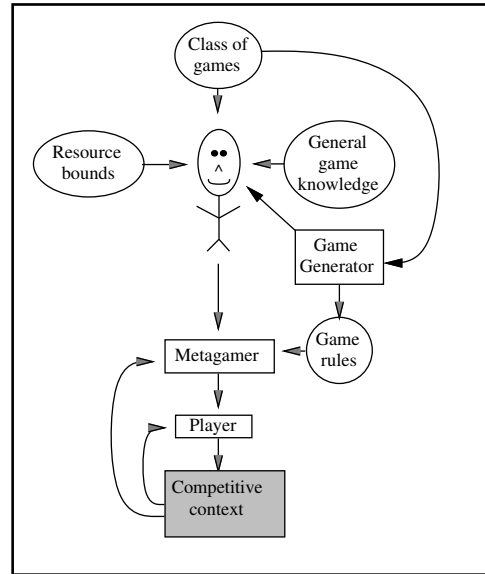 Class of
games
Resource
bounds
General
game
knowledge
Game
Generator
Game
rules
Metagamer
Player
Competitive
context